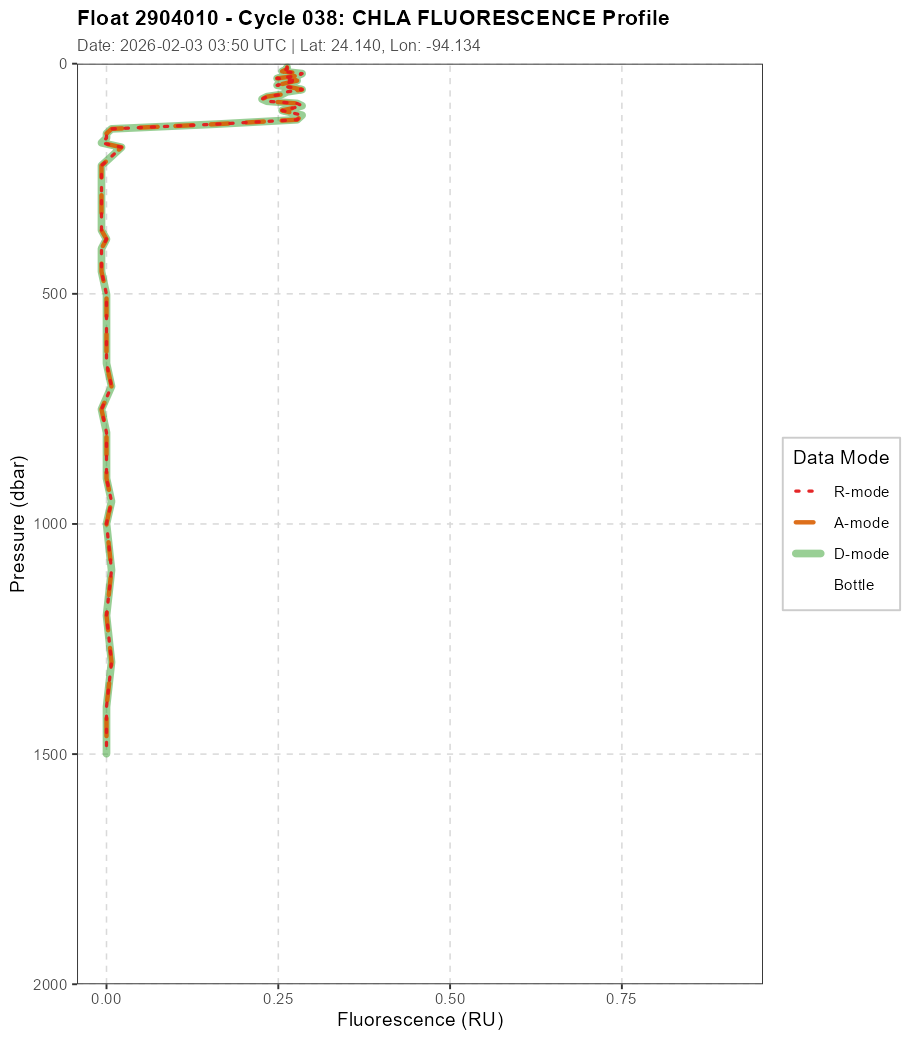 Float 2904010 - Cycle 038: CHLA FLUORESCENCE Profile
Date: 2026-02-03 03:50 UTC | Lat: 24.140, Lon: -94.134
0
500
1000
1500
2000
Pressure (dbar)
0.00
0.25
0.50
0.75
Fluorescence (RU)
Data Mode
R-mode
A-mode
D-mode
Bottle